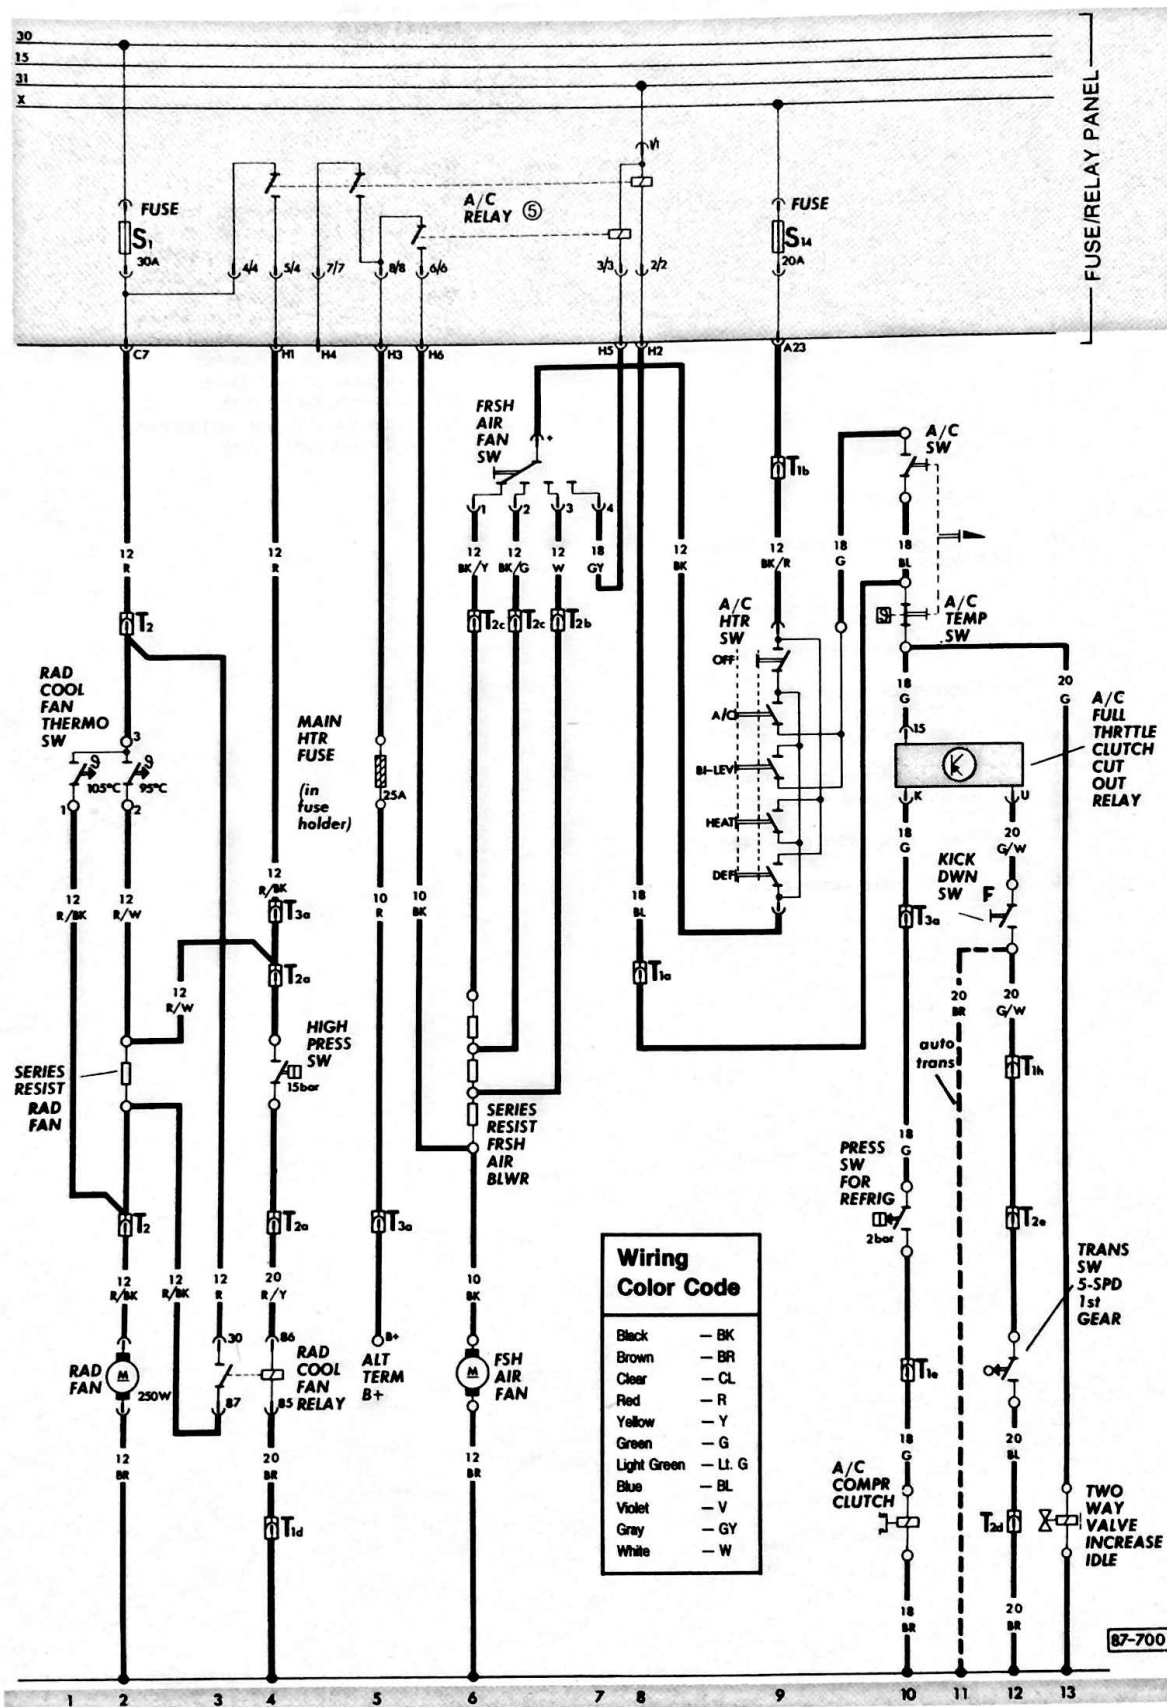 30
15
31
X
FUSE/RELAY PANEL
1/1
FUSE
S1
30A
A/C
RELAY ⑤
FUSE
S14
20A
4/4
5/4
7/7
8/8
6/6
3/3
2/2
C7
H1
H4
H3
H6
H5
H2
A23
FRSH
AIR
FAN
SW
+
1
2
3
4
A/C
SW
T1b
12
R
12
R
12
BK/Y
12
BK/G
12
W
18
GY
12
BK
12
BK/R
18
G
18
BL
T2
T2c
T2c
T2b
A/C
HTR
SW
A/C
TEMP
SW
OFF
A/C
BI-LEV
HEAT
DEF
RAD
COOL
FAN
THERMO
SW
3
105°C
95°C
1
2
MAIN
HTR
FUSE
(in
fuse
holder)
25A
18
G
20
G
15
A/C
FULL
THRTTLE
CLUTCH
CUT
OUT
RELAY
K
U
18
G
20
G/W
KICK
DWN
SW
F
12
R/BK
12
R/W
12
R/BK
T3a
10
R
10
BK
18
BL
T3a
T2a
T1a
12
R/W
20
BR
20
G/W
auto
trans
HIGH
PRESS
SW
15bar
SERIES
RESIST
RAD
FAN
T1h
SERIES
RESIST
FRSH
AIR
BLWR
PRESS
SW
FOR
REFRIG
2bar
18
G
T2
T2a
T3a
T2e
TRANS
SW
5-SPD
1st
GEAR
12
R/BK
12
R/BK
12
R
20
R/Y
10
BK
RAD
FAN
M
250W
30
87
86
85
RAD
COOL
FAN
RELAY
B+
ALT
TERM
B+
M
FSH
AIR
FAN
T1e
Wiring
Color Code
Black — BK
Brown — BR
Clear — CL
Red — R
Yellow — Y
Green — G
Light Green — Lt. G
Blue — BL
Violet — V
Gray — GY
White — W
12
BR
20
BR
12
BR
18
G
20
BL
T1d
A/C
COMPR
CLUTCH
T2d
TWO
WAY
VALVE
INCREASE
IDLE
18
BR
20
BR
87-700
1 2 3 4 5 6 7 8 9 10 11 12 13